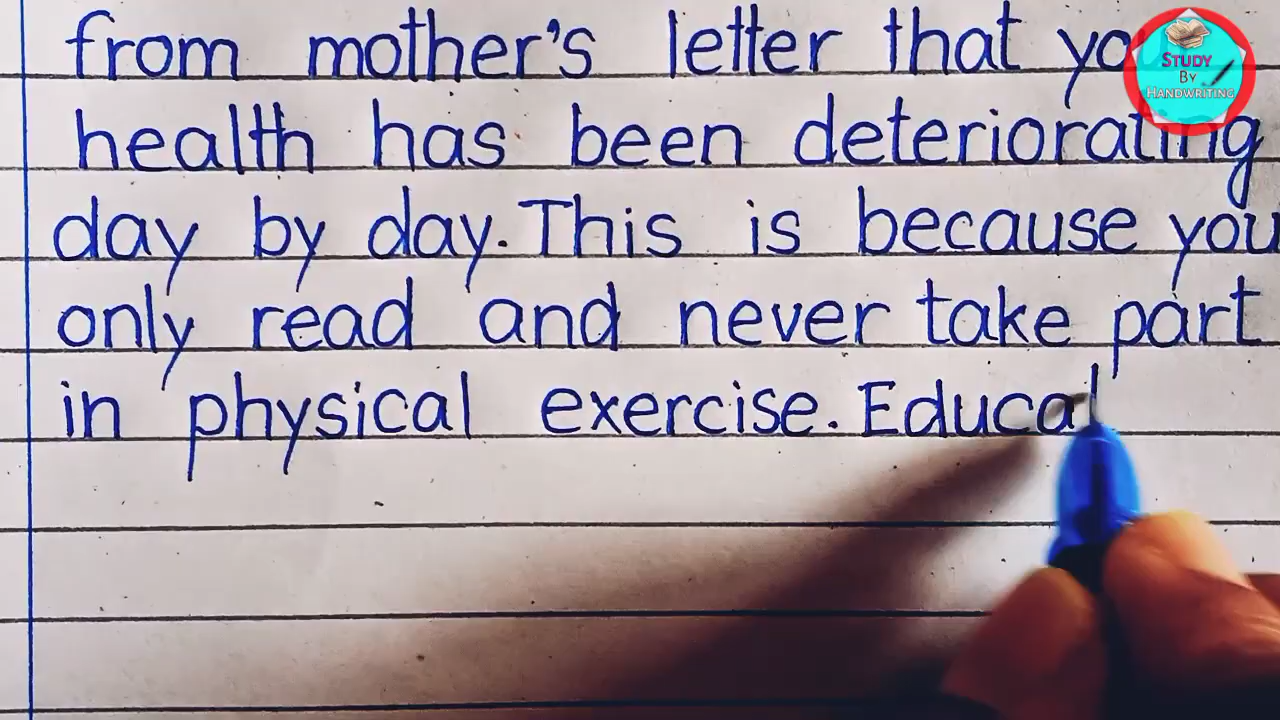 from mother's letter that yo
health has been deteriorating
day by day. This is because you
only read and never take part
in physical exercise. Educa
STUDY
By
HANDWRITING